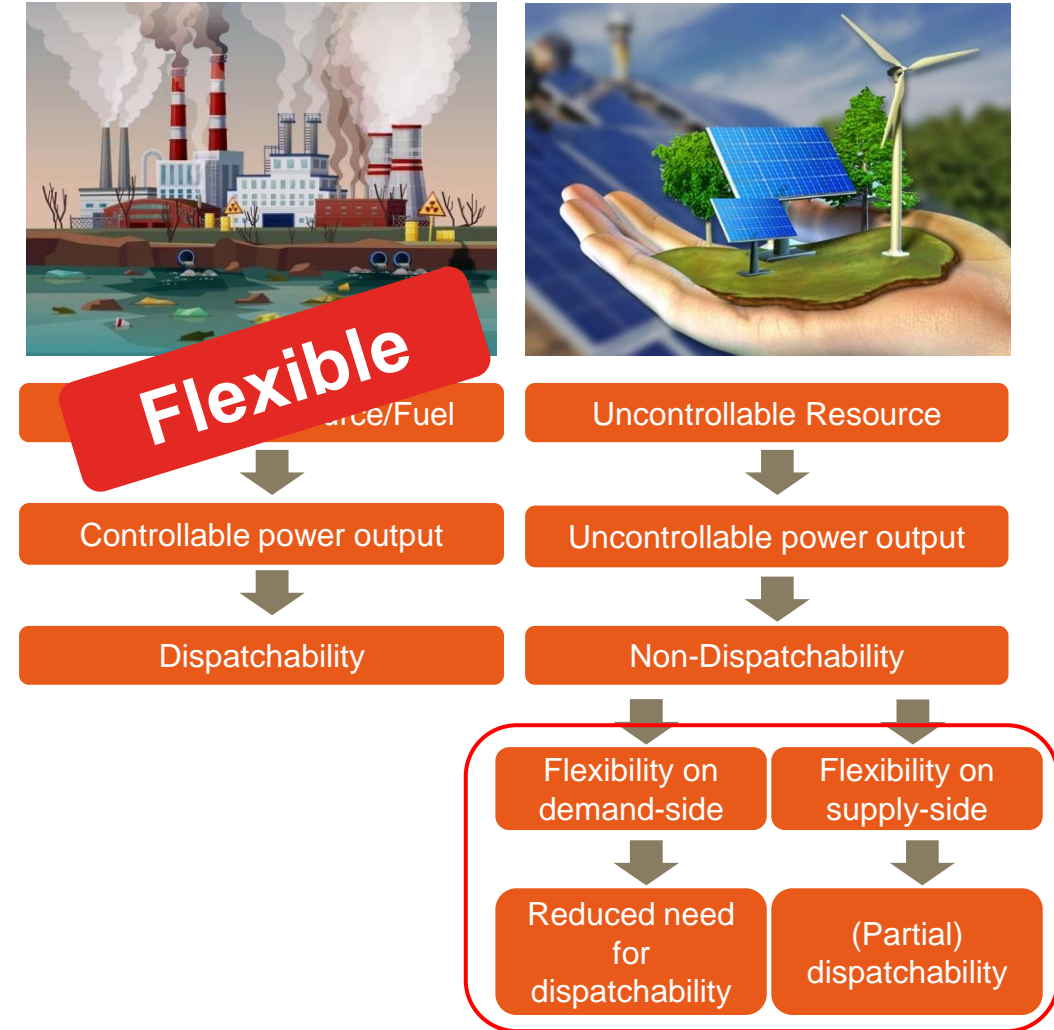 Flexible
urce/Fuel
Uncontrollable Resource
Controllable power output
Uncontrollable power output
Dispatchability
Non-Dispatchability
Flexibility on
demand-side
Flexibility on
supply-side
Reduced need
for
dispatchability
(Partial)
dispatchability